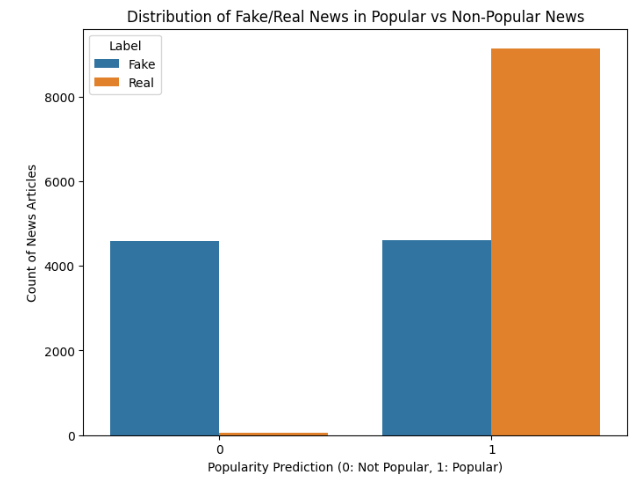 Distribution of Fake/Real News in Popular vs Non-Popular News
Label
Fake
Real
Count of News Articles
8000
6000
4000
2000
0
0
1
Popularity Prediction (0: Not Popular, 1: Popular)